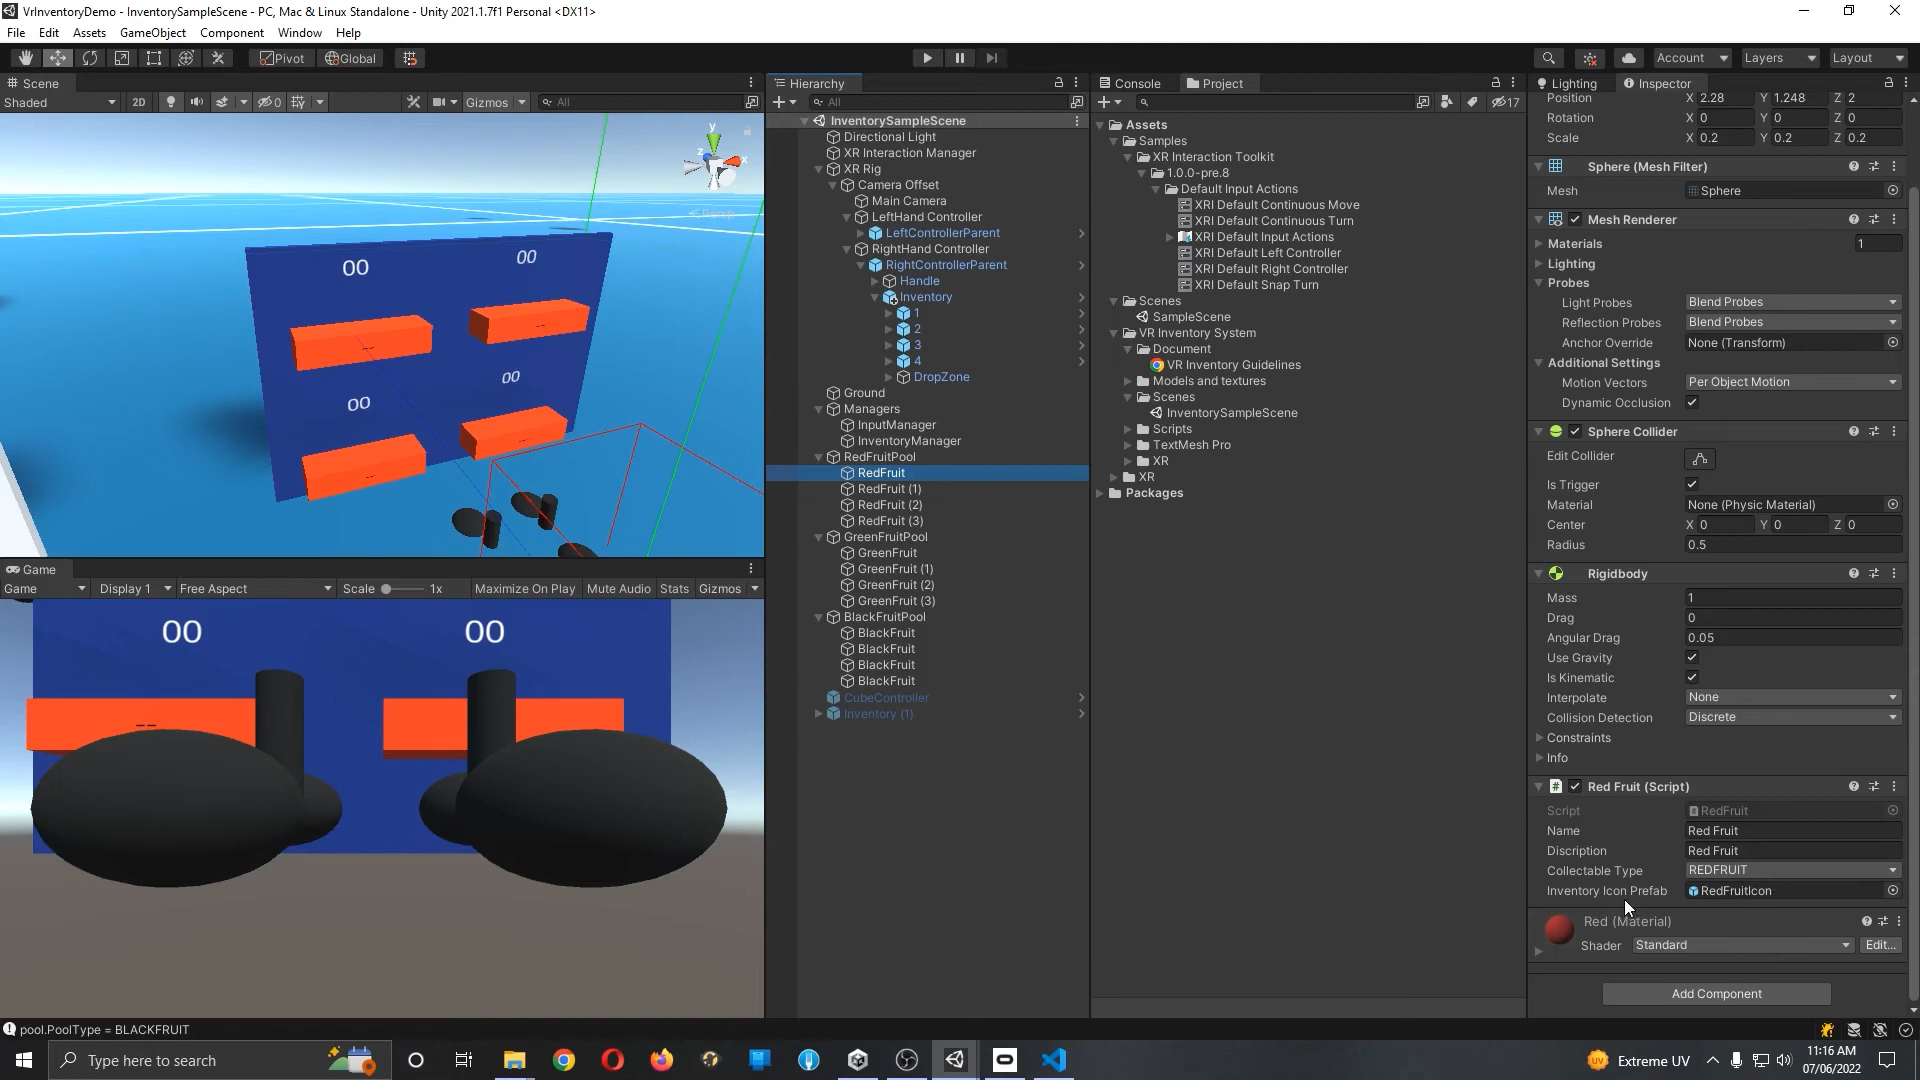 VrInventoryDemo - InventorySampleScene - PC, Mac & Linux Standalone - Unity 2021.1.7f1 Personal <DX11>
File Edit Assets GameObject Component Window Help
Pivot Global
Account Layers Layout
Scene
Shaded 2D 0 Gizmos All
00
00
00
00
Persp
y
x
z
Game
Game Display 1 Free Aspect Scale 1x Maximize On Play Mute Audio Stats Gizmos
00 00
--
Hierarchy
All
InventorySampleScene
Directional Light
XR Interaction Manager
XR Rig
Camera Offset
Main Camera
LeftHand Controller
LeftControllerParent
RightHand Controller
RightControllerParent
Handle
Inventory
1
2
3
4
DropZone
Ground
Managers
InputManager
InventoryManager
RedFruitPool
RedFruit
RedFruit (1)
RedFruit (2)
RedFruit (3)
GreenFruitPool
GreenFruit
GreenFruit (1)
GreenFruit (2)
GreenFruit (3)
BlackFruitPool
BlackFruit
BlackFruit
BlackFruit
BlackFruit
CubeController
Inventory (1)
Console Project
17
Assets
Samples
XR Interaction Toolkit
1.0.0-pre.8
Default Input Actions
XRI Default Continuous Move
XRI Default Continuous Turn
XRI Default Input Actions
XRI Default Left Controller
XRI Default Right Controller
XRI Default Snap Turn
Scenes
SampleScene
VR Inventory System
Document
VR Inventory Guidelines
Models and textures
Scenes
InventorySampleScene
Scripts
TextMesh Pro
XR
XR
Packages
Lighting Inspector
Position X 2.28 Y 1.248 Z 2
Rotation X 0 Y 0 Z 0
Scale X 0.2 Y 0.2 Z 0.2
Sphere (Mesh Filter)
Mesh Sphere
Mesh Renderer
Materials 1
Lighting
Probes
Light Probes Blend Probes
Reflection Probes Blend Probes
Anchor Override None (Transform)
Additional Settings
Motion Vectors Per Object Motion
Dynamic Occlusion
Sphere Collider
Edit Collider
Is Trigger
Material None (Physic Material)
Center X 0 Y 0 Z 0
Radius 0.5
Rigidbody
Mass 1
Drag 0
Angular Drag 0.05
Use Gravity
Is Kinematic
Interpolate None
Collision Detection Discrete
Constraints
Info
Red Fruit (Script)
Script RedFruit
Name Red Fruit
Discription Red Fruit
Collectable Type REDFRUIT
Inventory Icon Prefab RedFruitIcon
Red (Material)
Shader Standard Edit...
Add Component
pool.PoolType = BLACKFRUIT
Type here to search
Extreme UV
11:16 AM
07/06/2022